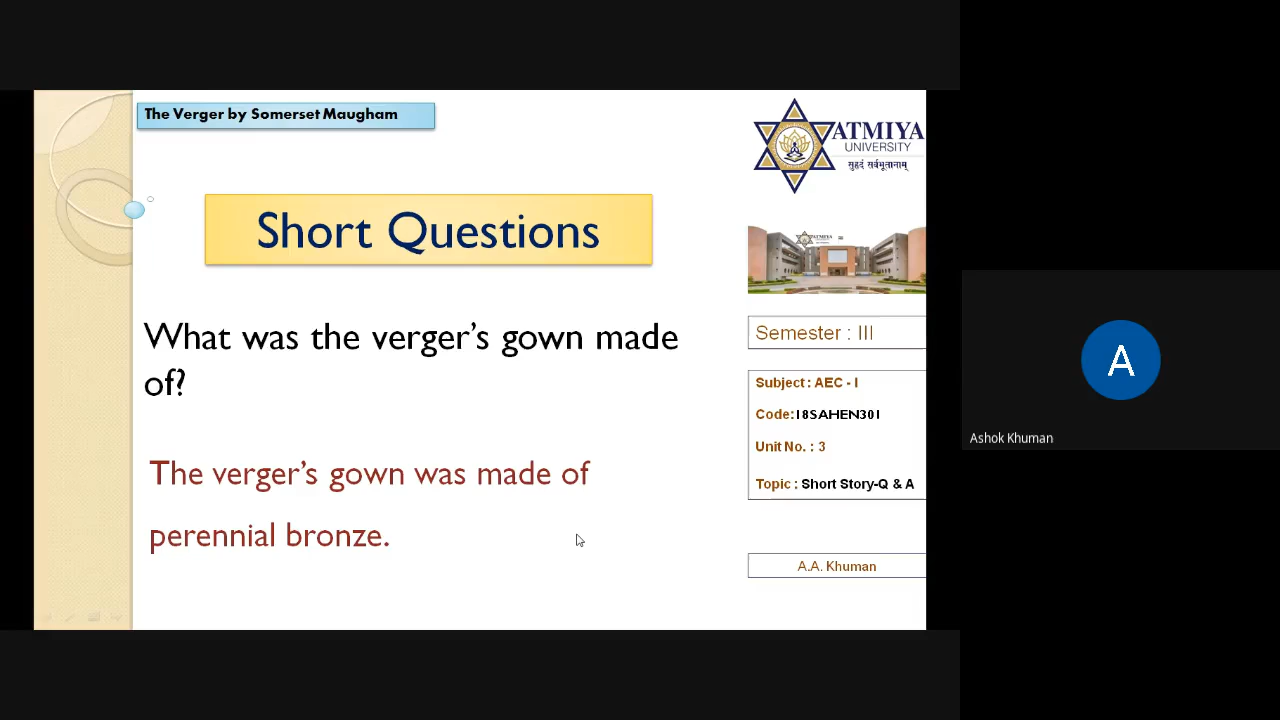 The Verger by Somerset Maugham
ATMIYA
UNIVERSITY
सुहृदं सर्वभूतानाम्
Short Questions
What was the verger's gown made
of?
The verger's gown was made of
perennial bronze.
Semester : III
Subject : AEC - I
Code:18SAHEN301
Unit No. : 3
Topic : Short Story-Q & A
A.A. Khuman
A
Ashok Khuman